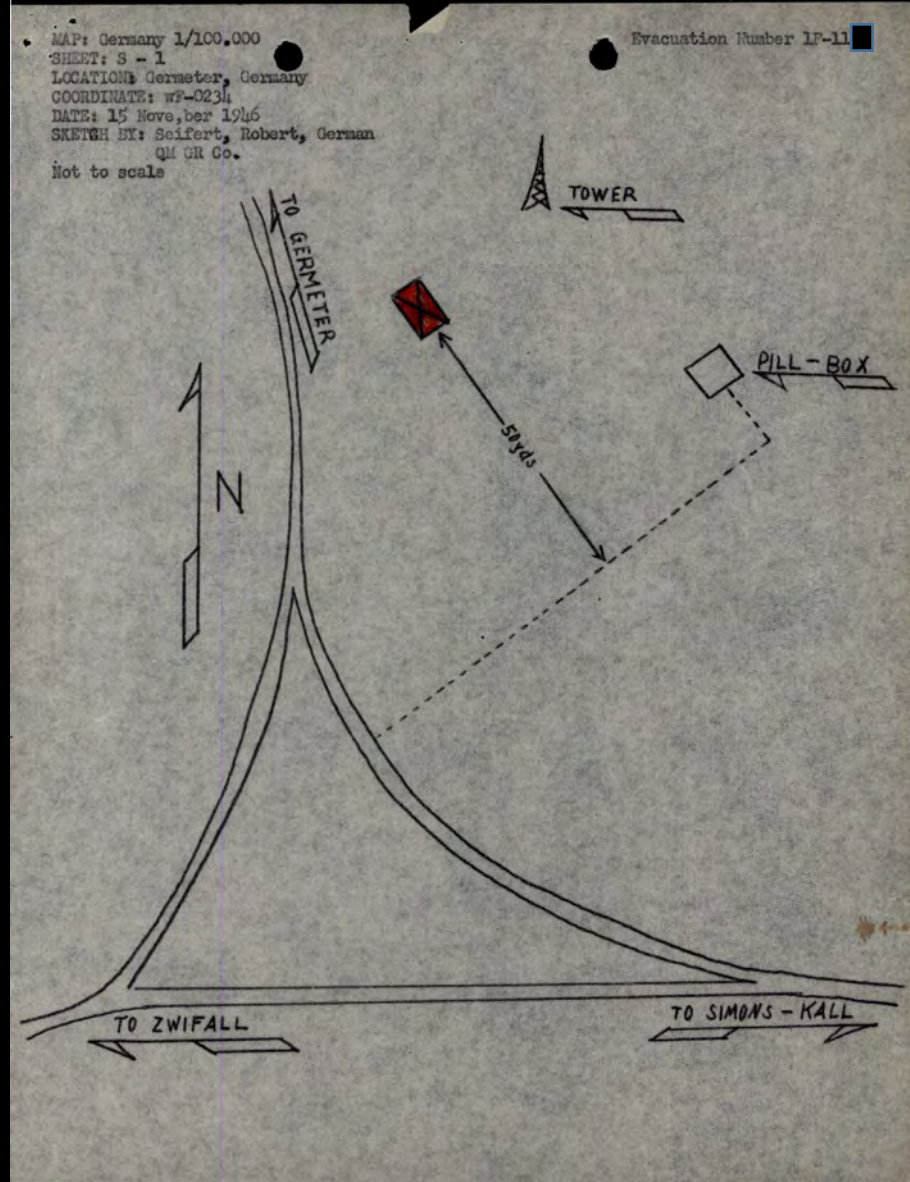 MAP: Germany 1/100.000
SHEET: S - 1
LOCATION: Germeter, Germany
COORDINATE: wF-0234
DATE: 15 Nove,ber 1946
SKETCH BY: Seifert, Robert, German
QM GR Co.
Not to scale
Evacuation Number 1F-11
TOWER
TO GERMETER
PILL-BOX
50yds
N
TO ZWIFALL
TO SIMONS-KALL